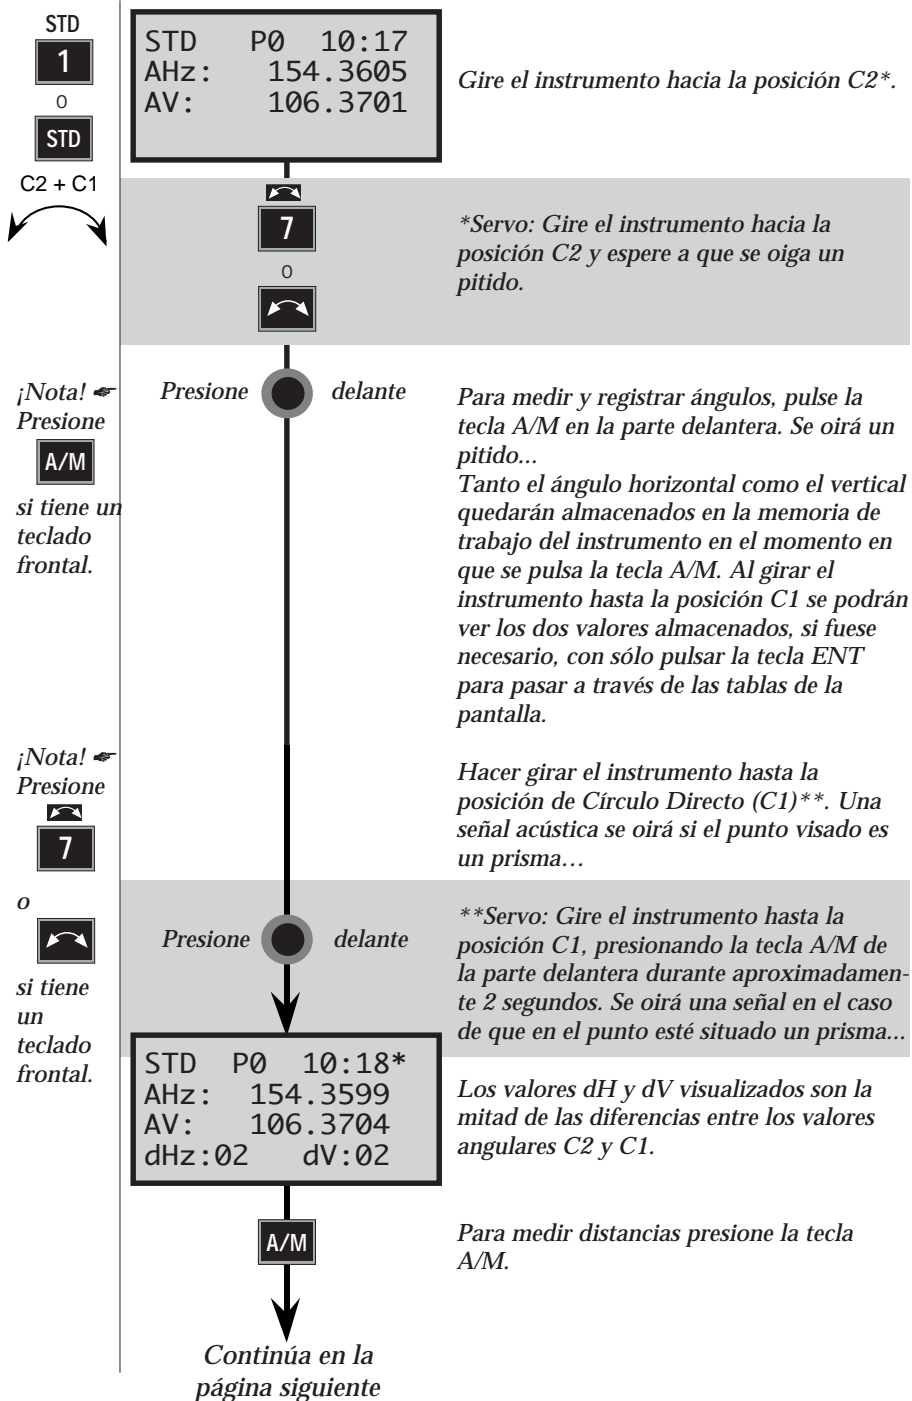 STD
1
o
STD
C2 + C1
STD P0 10:17
AHz: 154.3605
AV: 106.3701
Gire el instrumento hacia la posición C2*.
7
o
*Servo: Gire el instrumento hacia la
posición C2 y espere a que se oiga un
pitido.
¡Nota! ☛
Presione
A/M
si tiene un
teclado
frontal.
Presione delante
Para medir y registrar ángulos, pulse la
tecla A/M en la parte delantera. Se oirá un
pitido...
Tanto el ángulo horizontal como el vertical
quedarán almacenados en la memoria de
trabajo del instrumento en el momento en
que se pulsa la tecla A/M. Al girar el
instrumento hasta la posición C1 se podrán
ver los dos valores almacenados, si fuese
necesario, con sólo pulsar la tecla ENT
para pasar a través de las tablas de la
pantalla.
¡Nota! ☛
Presione
7
o
si tiene
un
teclado
frontal.
Hacer girar el instrumento hasta la
posición de Círculo Directo (C1)**. Una
señal acústica se oirá si el punto visado es
un prisma…
Presione delante
**Servo: Gire el instrumento hasta la
posición C1, presionando la tecla A/M de
la parte delantera durante aproximadamen-
te 2 segundos. Se oirá una señal en el caso
de que en el punto esté situado un prisma...
STD P0 10:18*
AHz: 154.3599
AV: 106.3704
dHz:02 dV:02
Los valores dH y dV visualizados son la
mitad de las diferencias entre los valores
angulares C2 y C1.
A/M
Para medir distancias presione la tecla
A/M.
Continúa en la
página siguiente